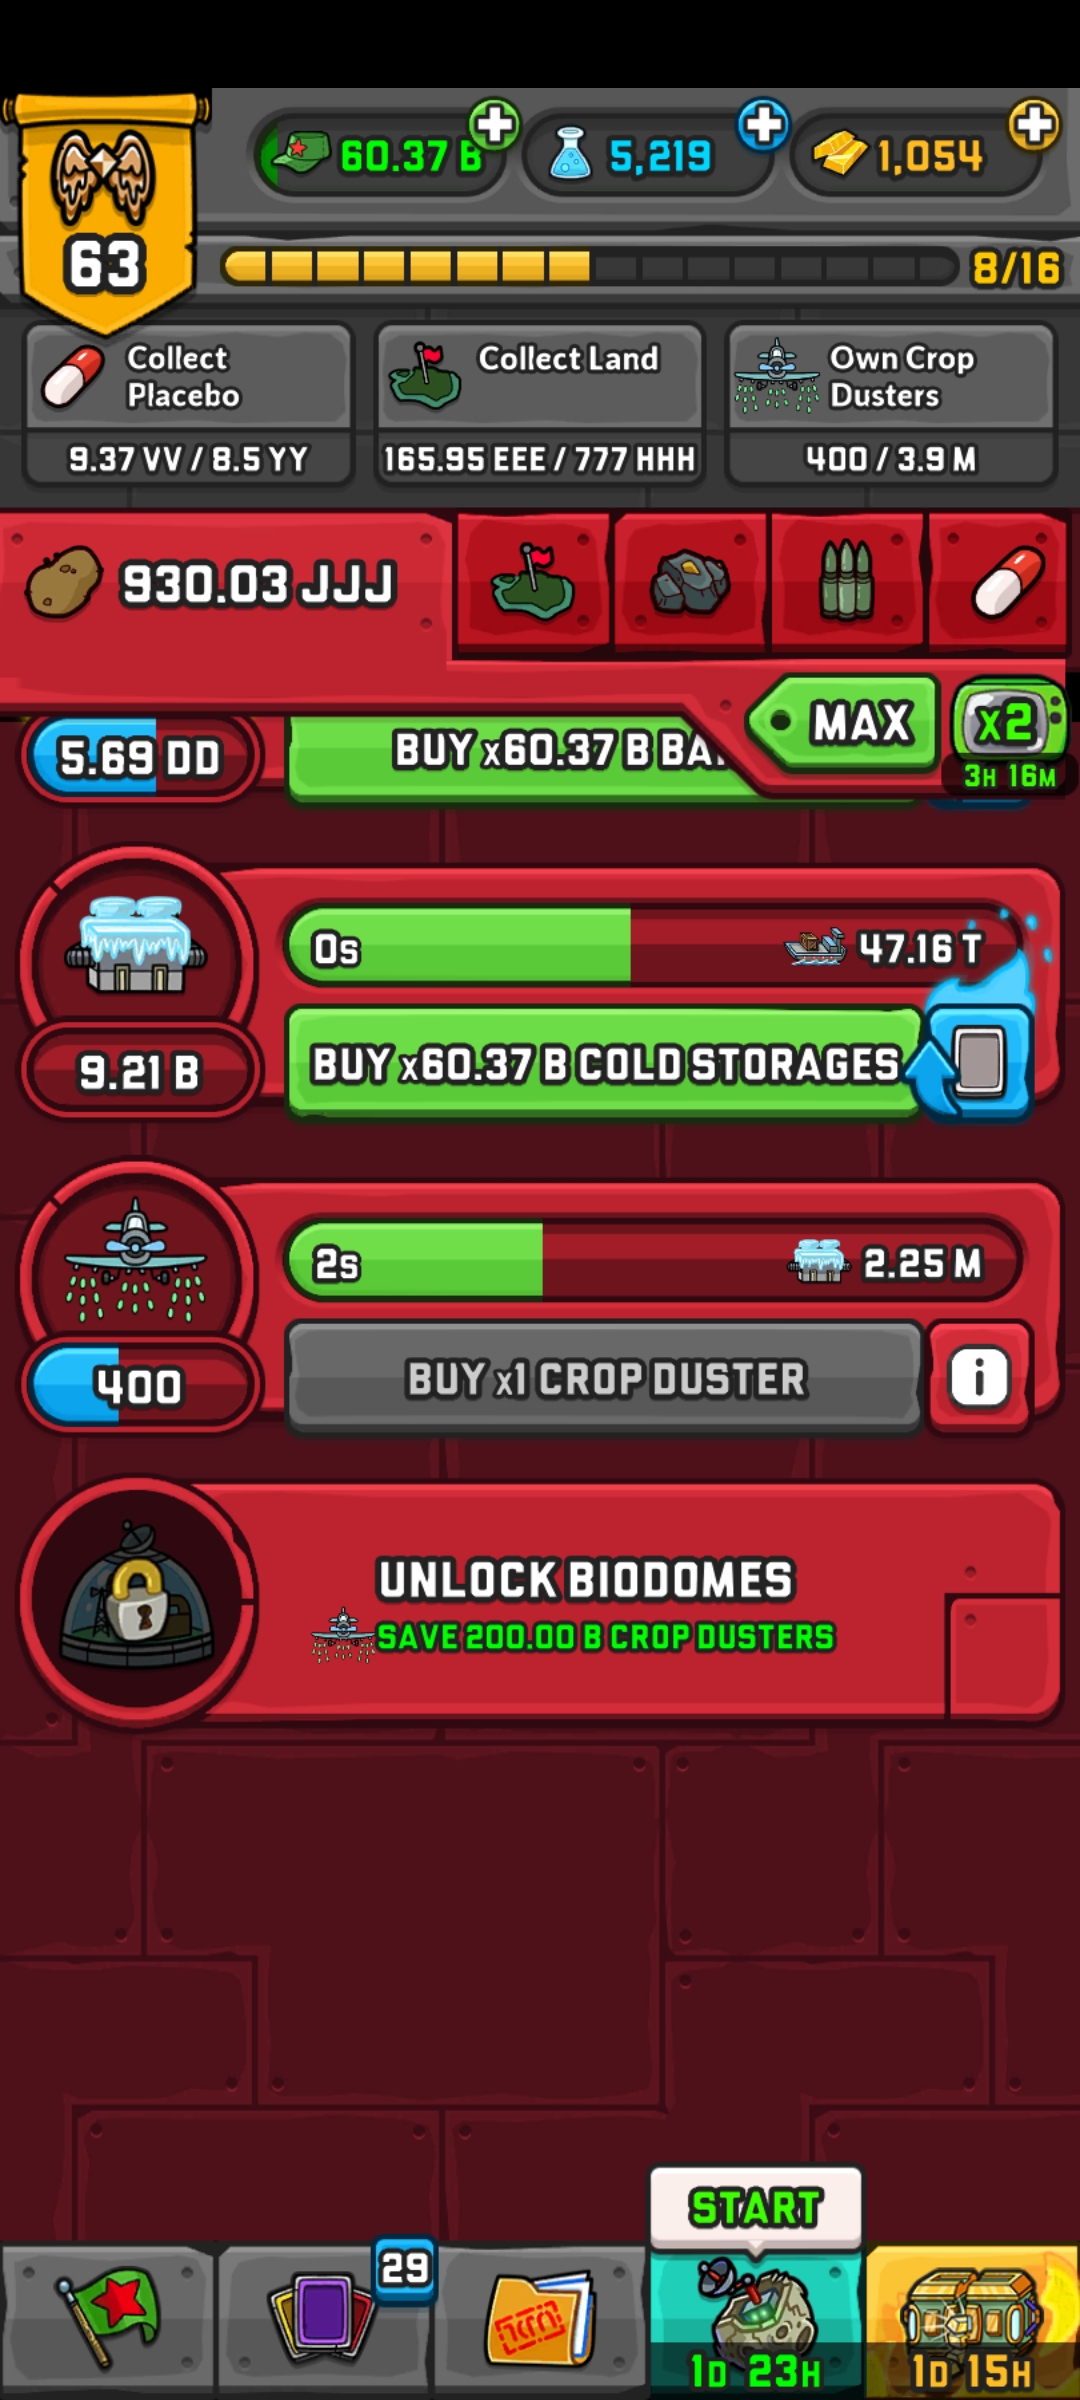 60.37 B
5,219
1,054
63
8/16
Collect
Placebo
9.37 VV / 8.5 YY
Collect Land
165.95 EEE / 777 HHH
Own Crop
Dusters
400 / 3.9 M
930.03 JJJ
MAX
X2
3H 16M
5.69 DD
BUY x60.37 B BA
0s
47.16 T
9.21 B
BUY x60.37 B COLD STORAGES
2s
2.25 M
400
BUY x1 CROP DUSTER
i
UNLOCK BIODOMES
SAVE 200.00 B CROP DUSTERS
START
29
1D 23H
1D 15H